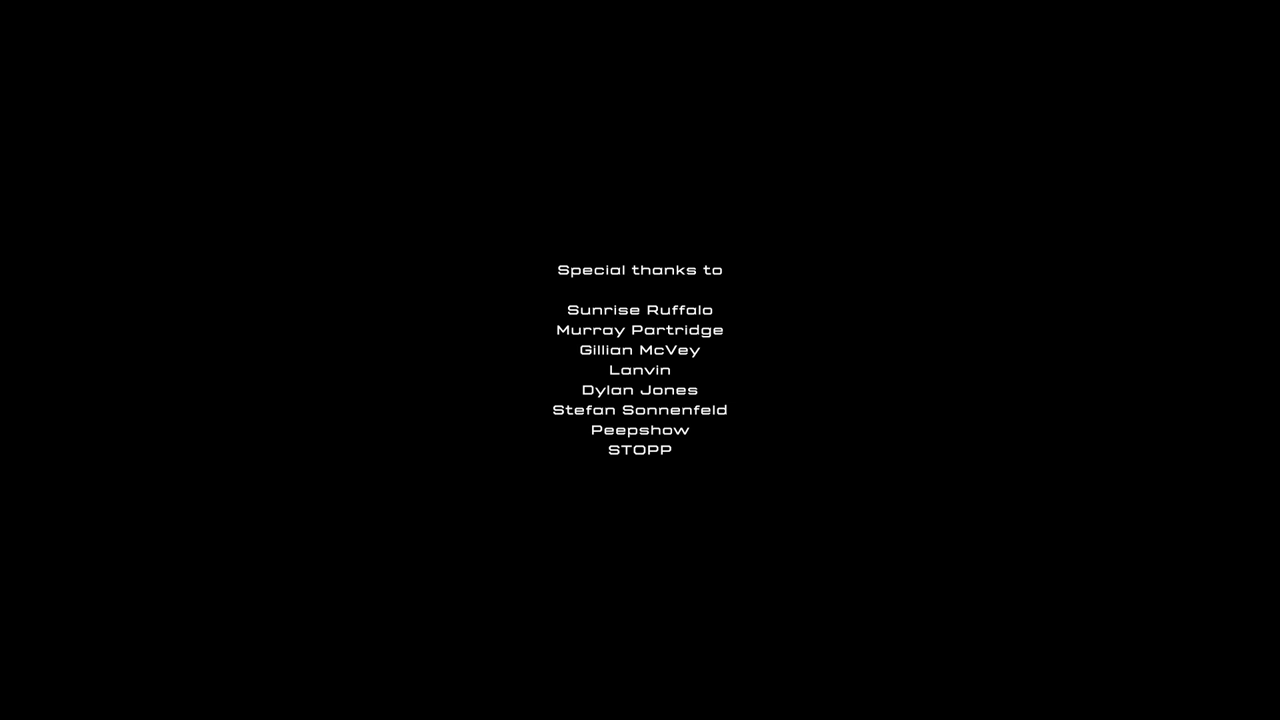 Special thanks to
Sunrise Ruffalo
Murray Partridge
Gillian McVey
Lanvin
Dylan Jones
Stefan Sonnenfeld
Peepshow
STOPP